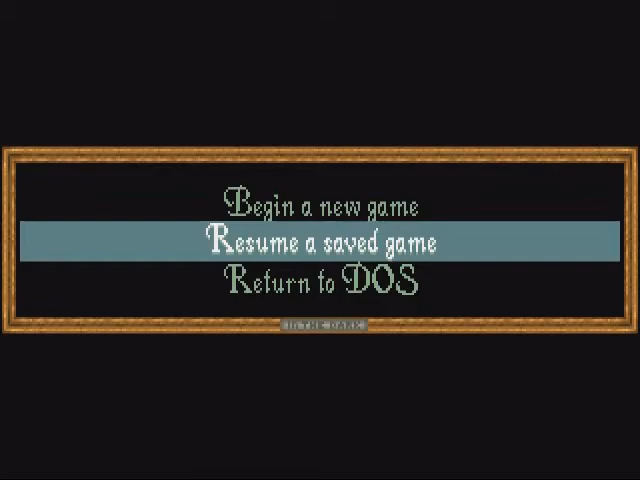 Begin a new game
Resume a saved game
Return to DOS
IN THE DARK